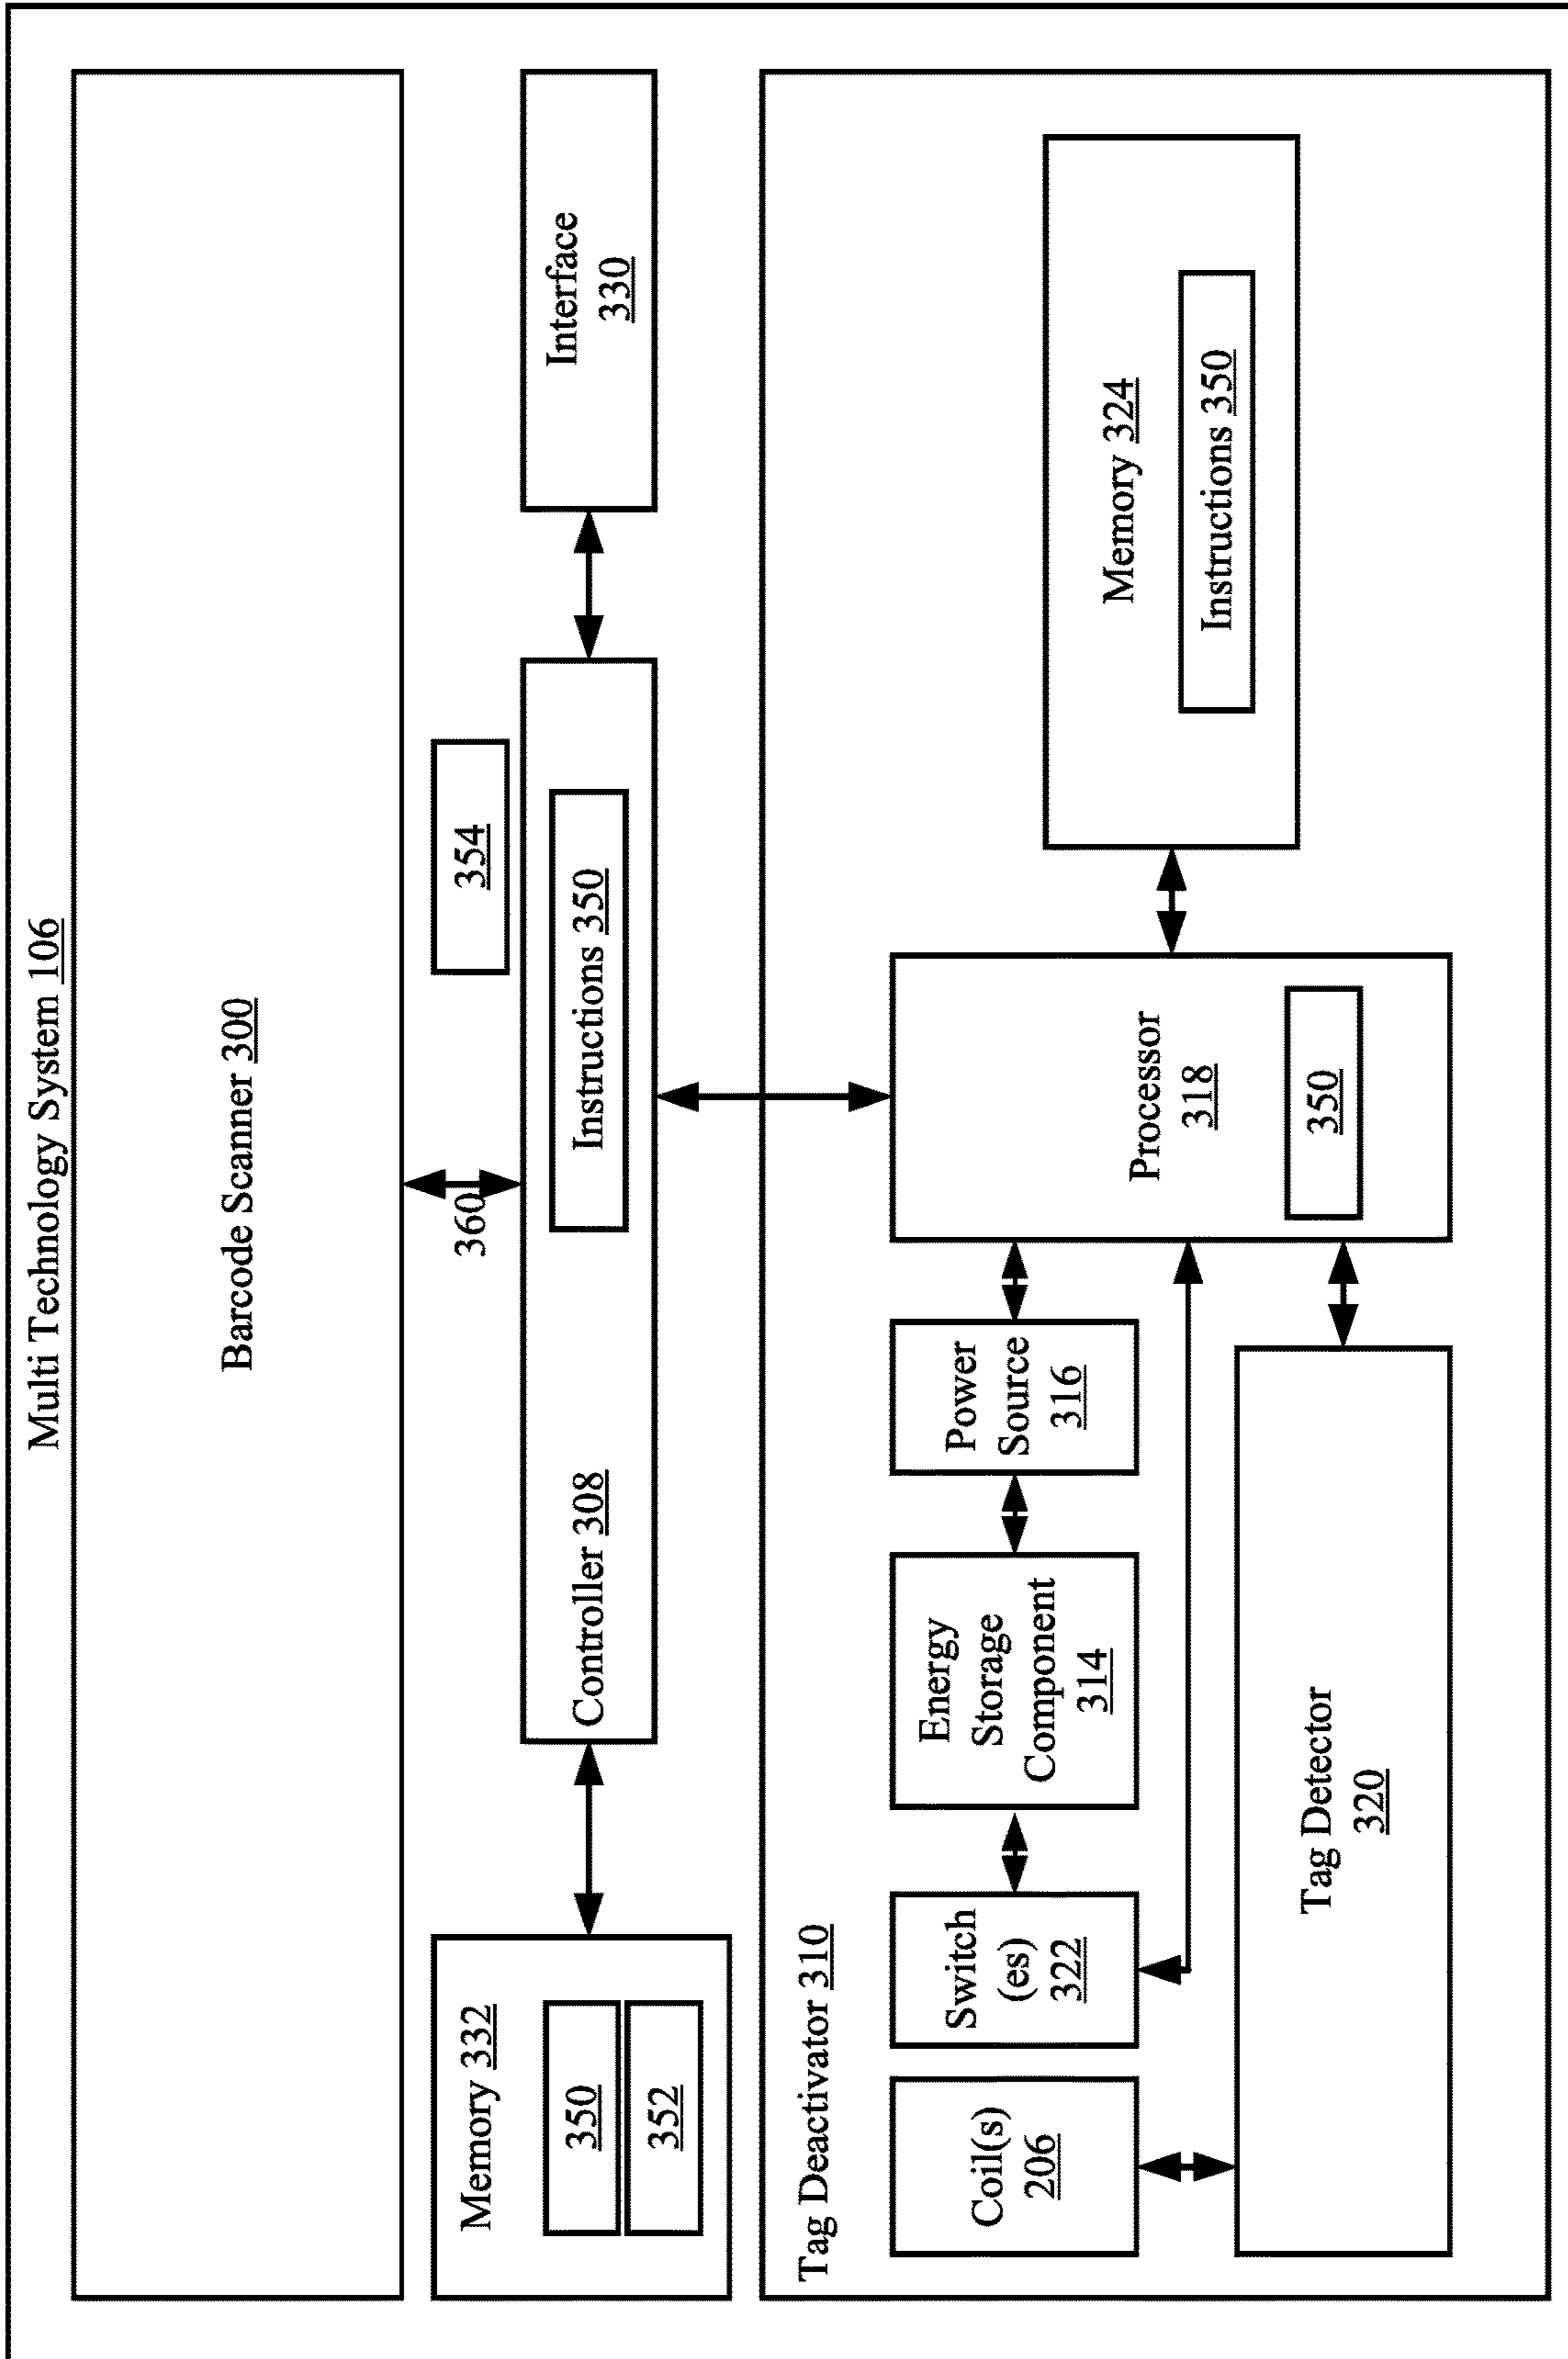 Multi Technology System 106
Barcode Scanner 300
360
354
Memory 332
350
352
Controller 308
Instructions 350
Interface
330
Tag Deactivator 310
Coil(s)
206
Switch
(es)
322
Energy
Storage
Component
314
Power
Source
316
Processor
318
350
Memory 324
Instructions 350
Tag Detector
320